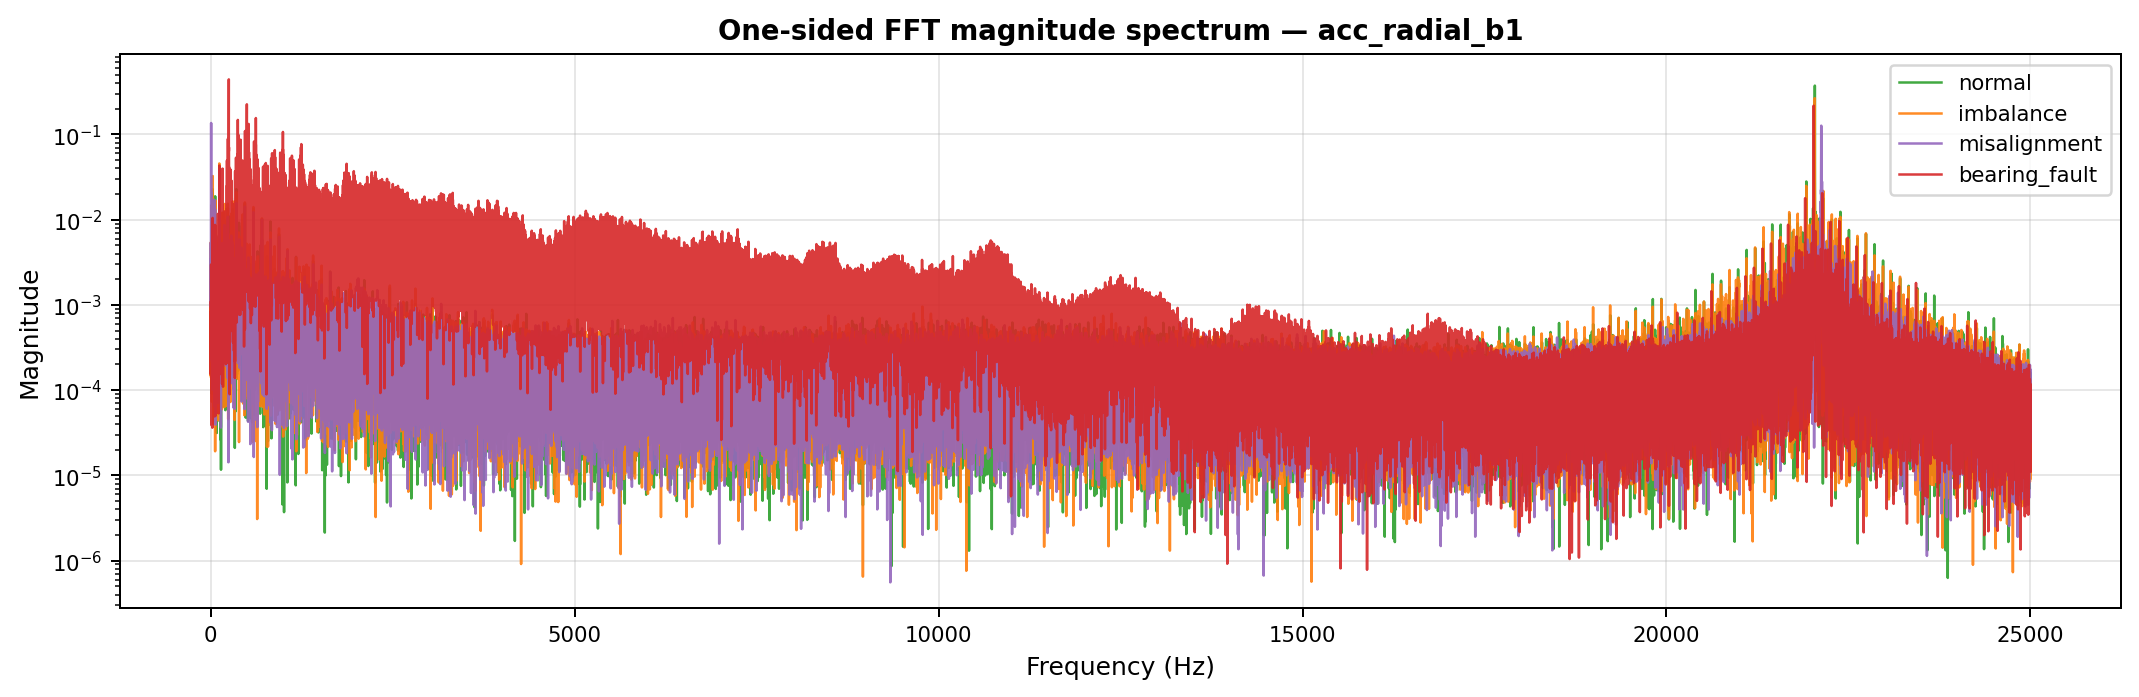 One-sided FFT magnitude spectrum — acc_radial_b1
Magnitude
10⁻¹
10⁻²
10⁻³
10⁻⁴
10⁻⁵
10⁻⁶
normal
imbalance
misalignment
bearing_fault
0 5000 10000 15000 20000 25000
Frequency (Hz)